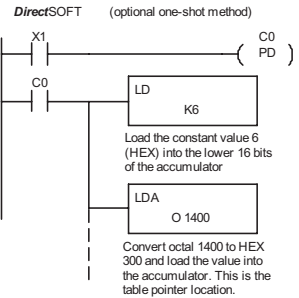 DirectSOFT (optional one-shot method)
X1
C0
PD
C0
LD
K6
Load the constant value 6
(HEX) into the lower 16 bits
of the accumulator
LDA
O 1400
Convert octal 1400 to HEX
300 and load the value into
the accumulator. This is the
table pointer location.